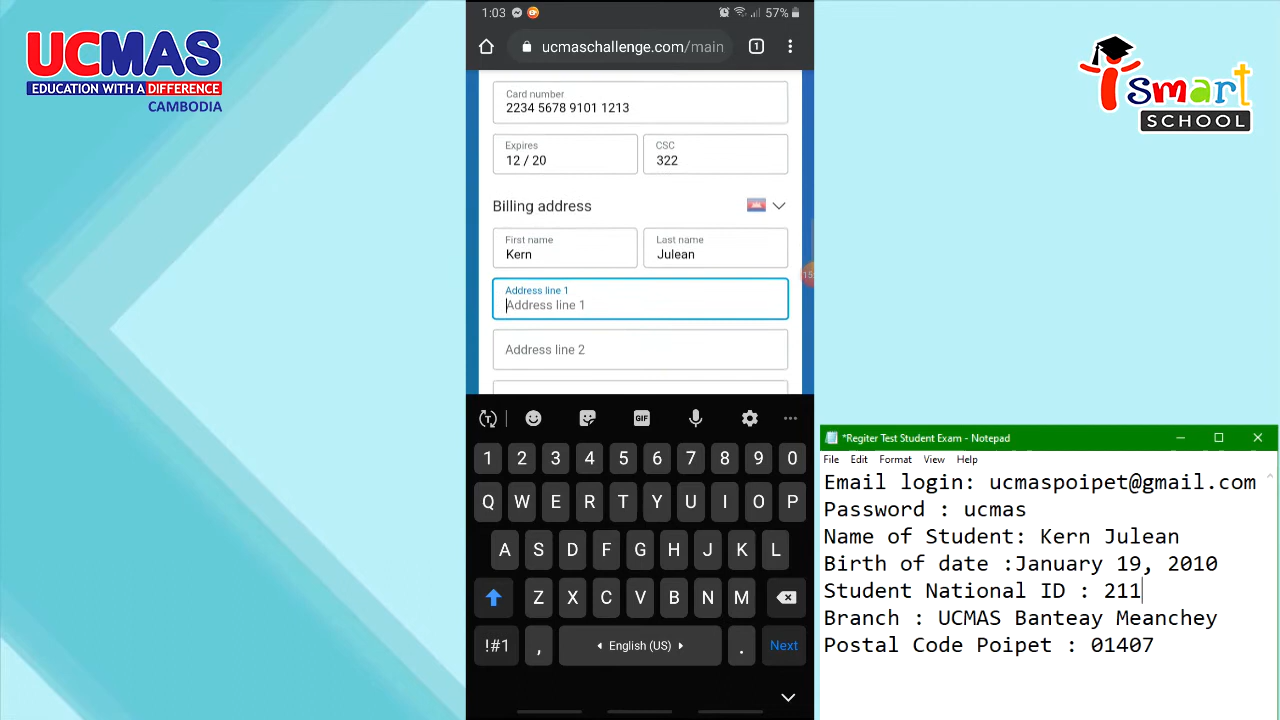 UCMAS
EDUCATION WITH A DIFFERENCE
CAMBODIA
1:03
57%
ucmaschallenge.com/main
1
Card number
2234 5678 9101 1213
Expires
12 / 20
CSC
322
Billing address
First name
Kern
Last name
Julean
Address line 1
Address line 1
Address line 2
T
GIF
1 2 3 4 5 6 7 8 9 0
Q W E R T Y U I O P
A S D F G H J K L
Z X C V B N M
!#1 , English (US) . Next
i Smart
SCHOOL
*Regiter Test Student Exam - Notepad
File Edit Format View Help
Email login: ucmaspoipet@gmail.com
Password : ucmas
Name of Student: Kern Julean
Birth of date :January 19, 2010
Student National ID : 211
Branch : UCMAS Banteay Meanchey
Postal Code Poipet : 01407